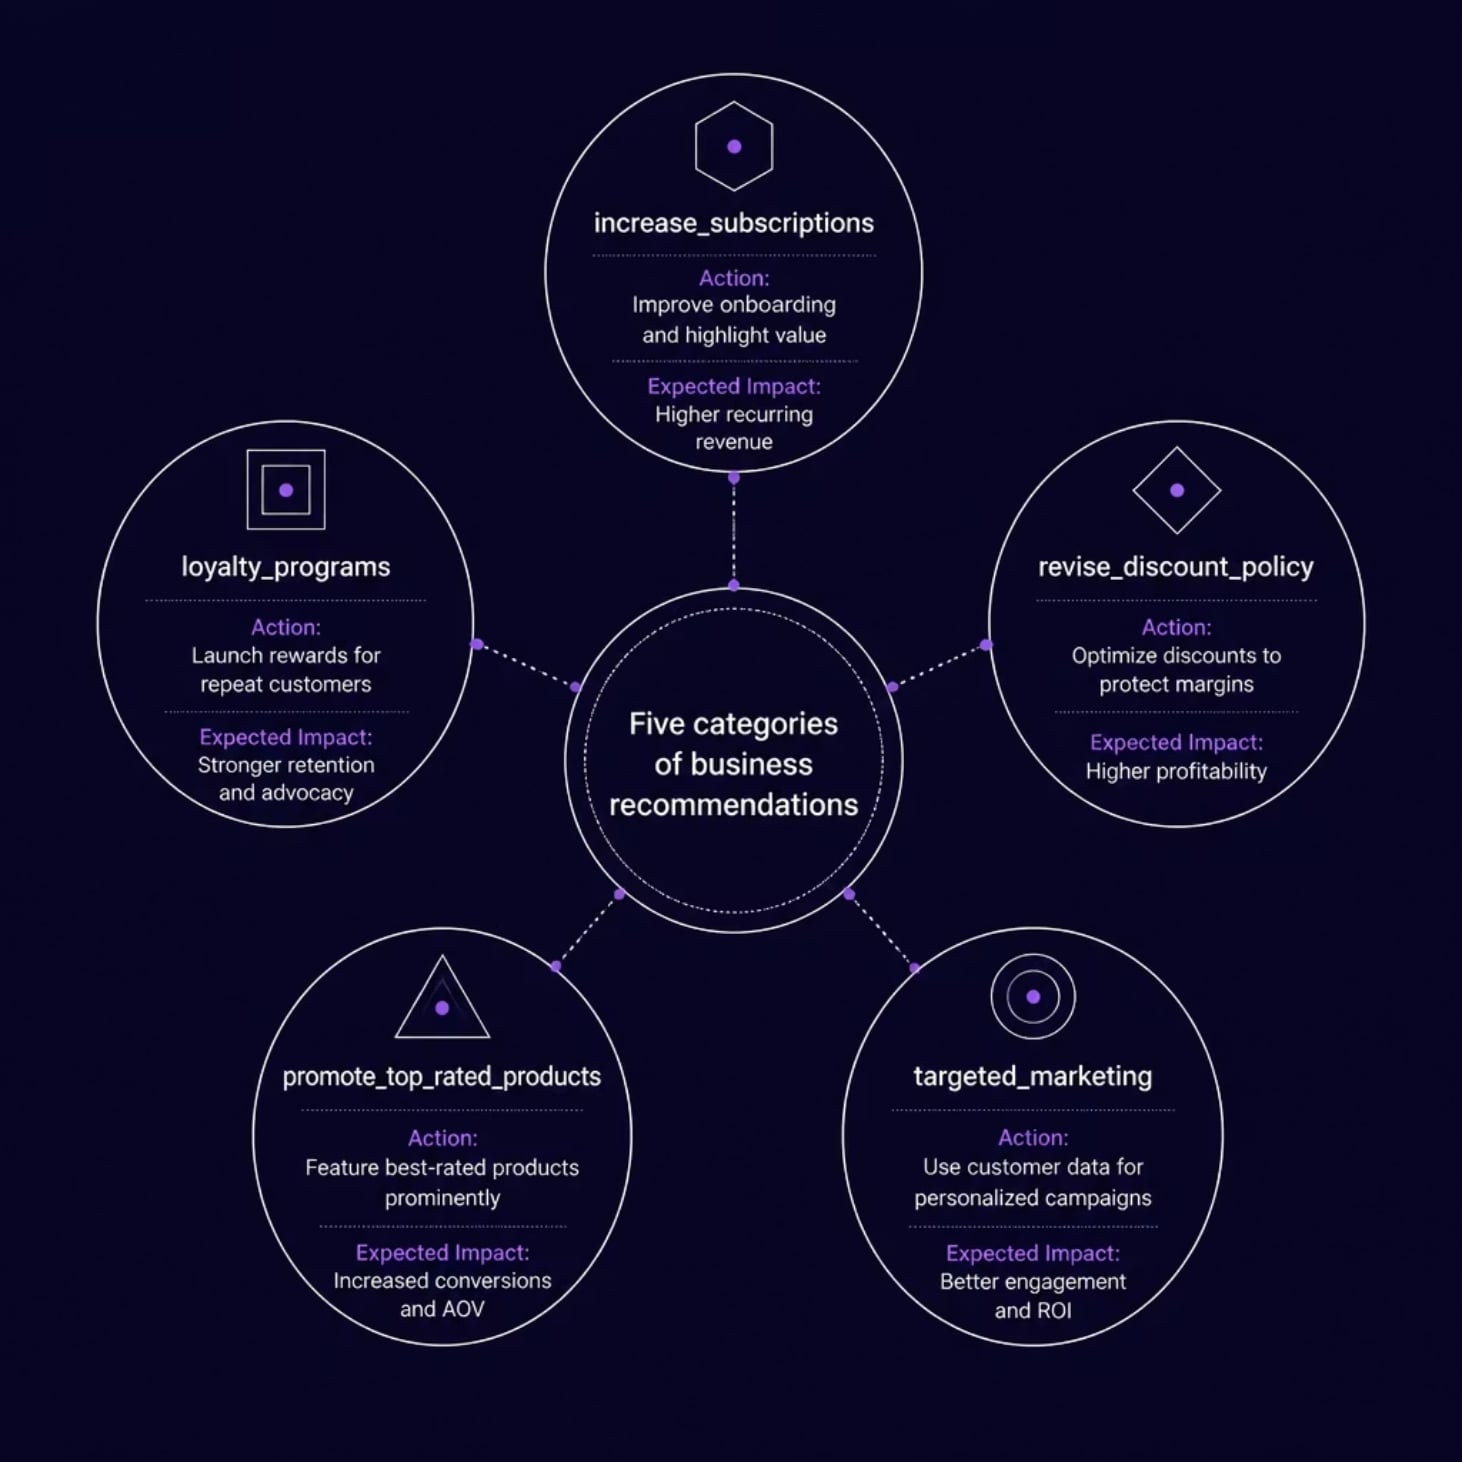 increase_subscriptions
Action:
Improve onboarding
and highlight value
Expected Impact:
Higher recurring
revenue
loyalty_programs
Action:
Launch rewards for
repeat customers
Expected Impact:
Stronger retention
and advocacy
revise_discount_policy
Action:
Optimize discounts to
protect margins
Expected Impact:
Higher profitability
Five categories
of business
recommendations
promote_top_rated_products
Action:
Feature best-rated products
prominently
Expected Impact:
Increased conversions
and AOV
targeted_marketing
Action:
Use customer data for
personalized campaigns
Expected Impact:
Better engagement
and ROI